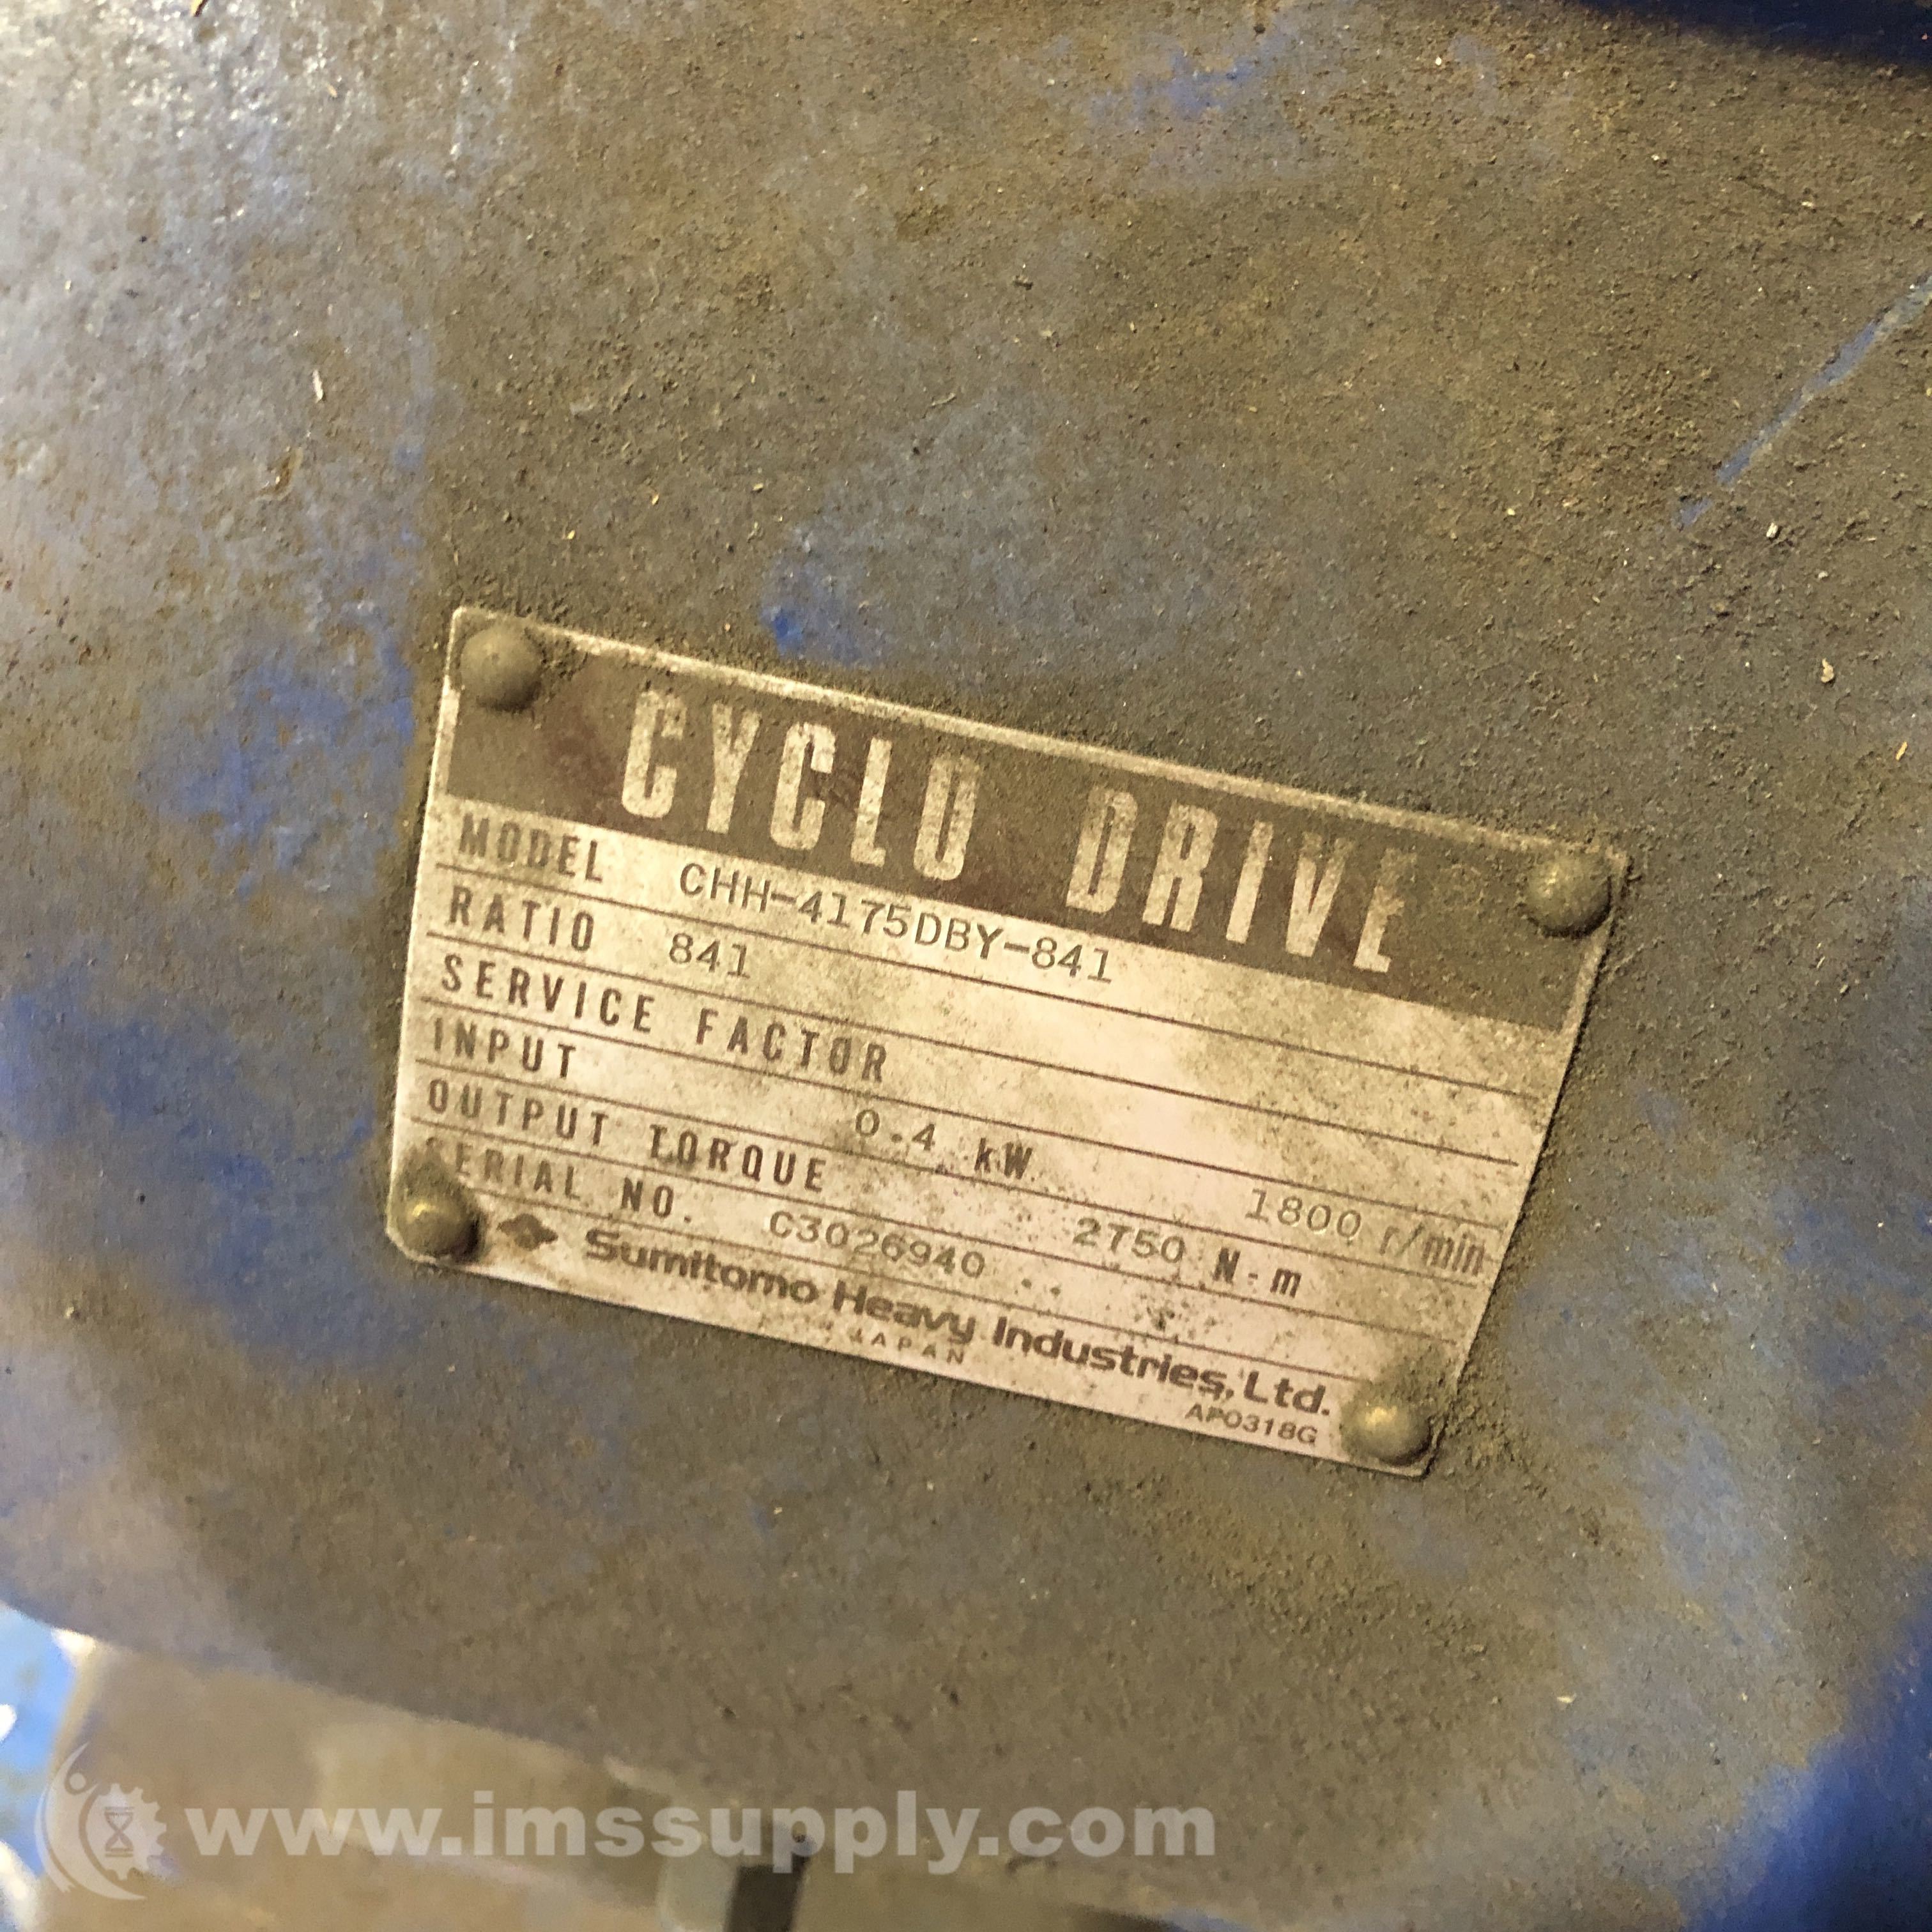 CYCLO DRIVE
MODEL CHH-4175DBY-841
RATIO 841
SERVICE FACTOR
INPUT 0.4 kW 1800 r/min
OUTPUT TORQUE 2750 N·m
SERIAL NO. C3026940
Sumitomo Heavy Industries, Ltd.
JAPAN
AP0318G
www.imssupply.com